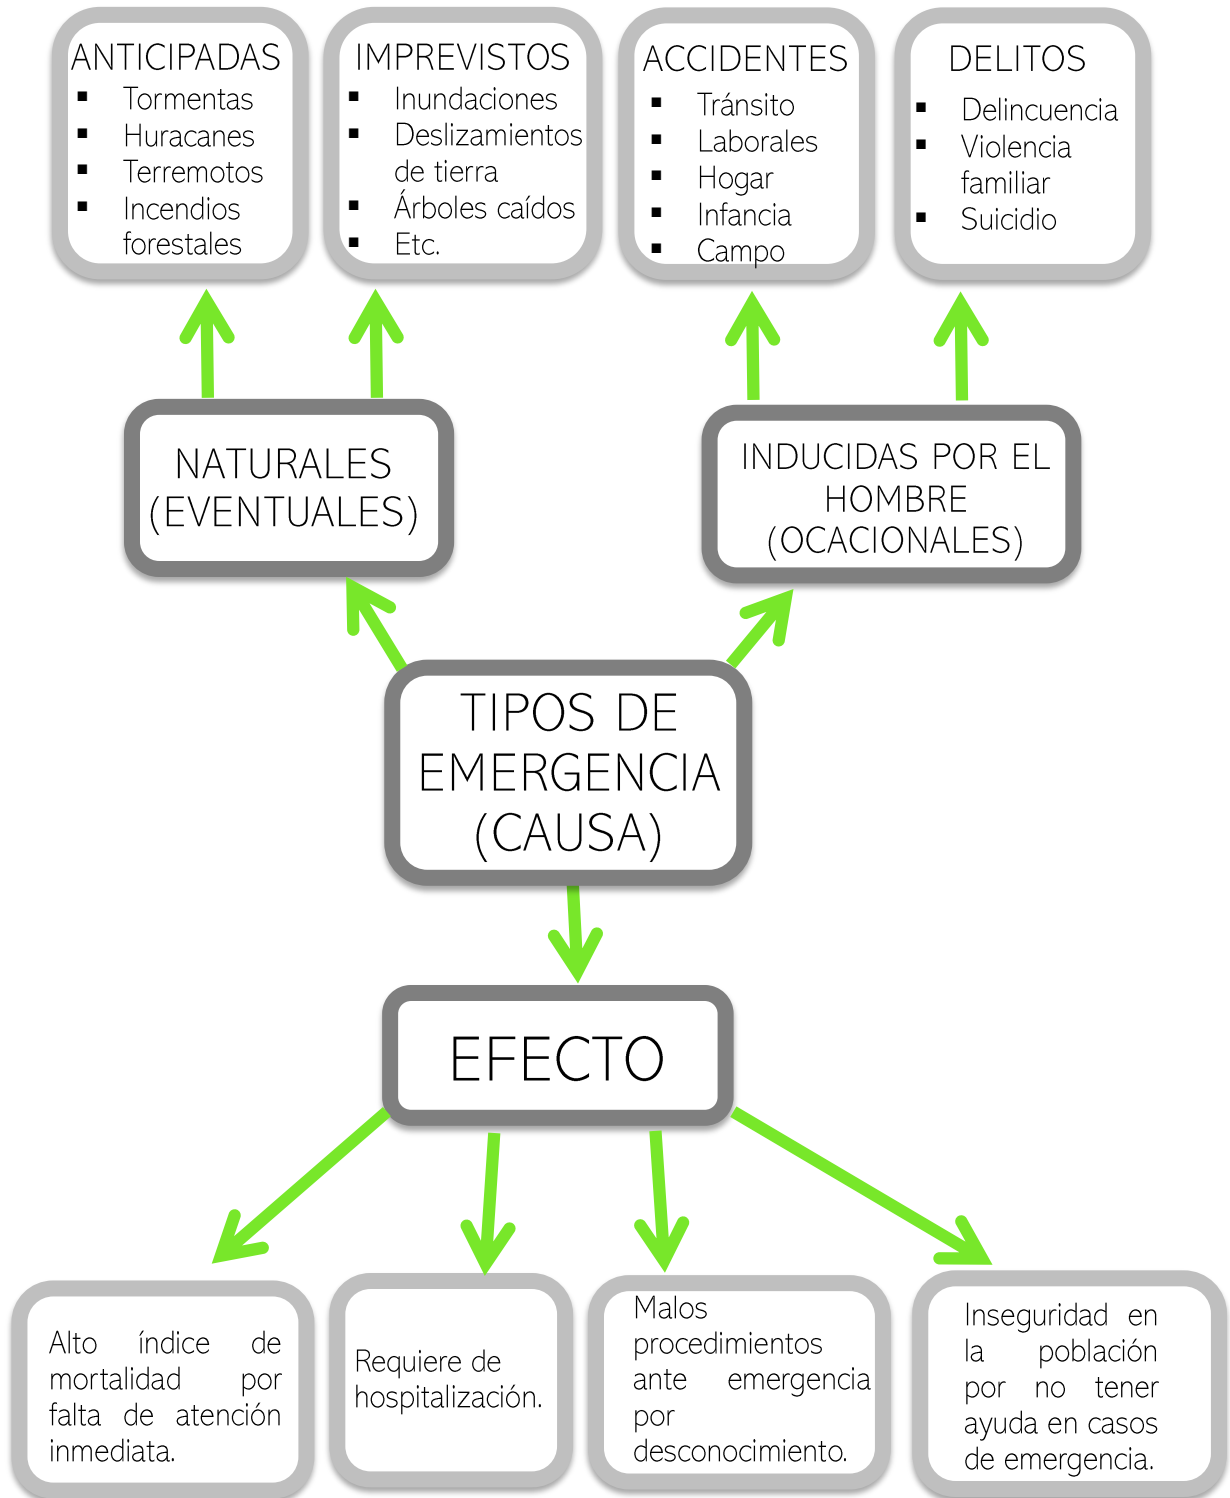 ANTICIPADAS
▪ Tormentas
▪ Huracanes
▪ Terremotos
▪ Incendios
forestales
IMPREVISTOS
▪ Inundaciones
▪ Deslizamientos
de tierra
▪ Árboles caídos
▪ Etc.
ACCIDENTES
▪ Tránsito
▪ Laborales
▪ Hogar
▪ Infancia
▪ Campo
DELITOS
▪ Delincuencia
▪ Violencia
familiar
▪ Suicidio
NATURALES
(EVENTUALES)
INDUCIDAS POR EL
HOMBRE
(OCACIONALES)
TIPOS DE
EMERGENCIA
(CAUSA)
EFECTO
Alto índice de
mortalidad por
falta de atención
inmediata.
Requiere de
hospitalización.
Malos
procedimientos
ante emergencia
por
desconocimiento.
Inseguridad en
la población
por no tener
ayuda en casos
de emergencia.